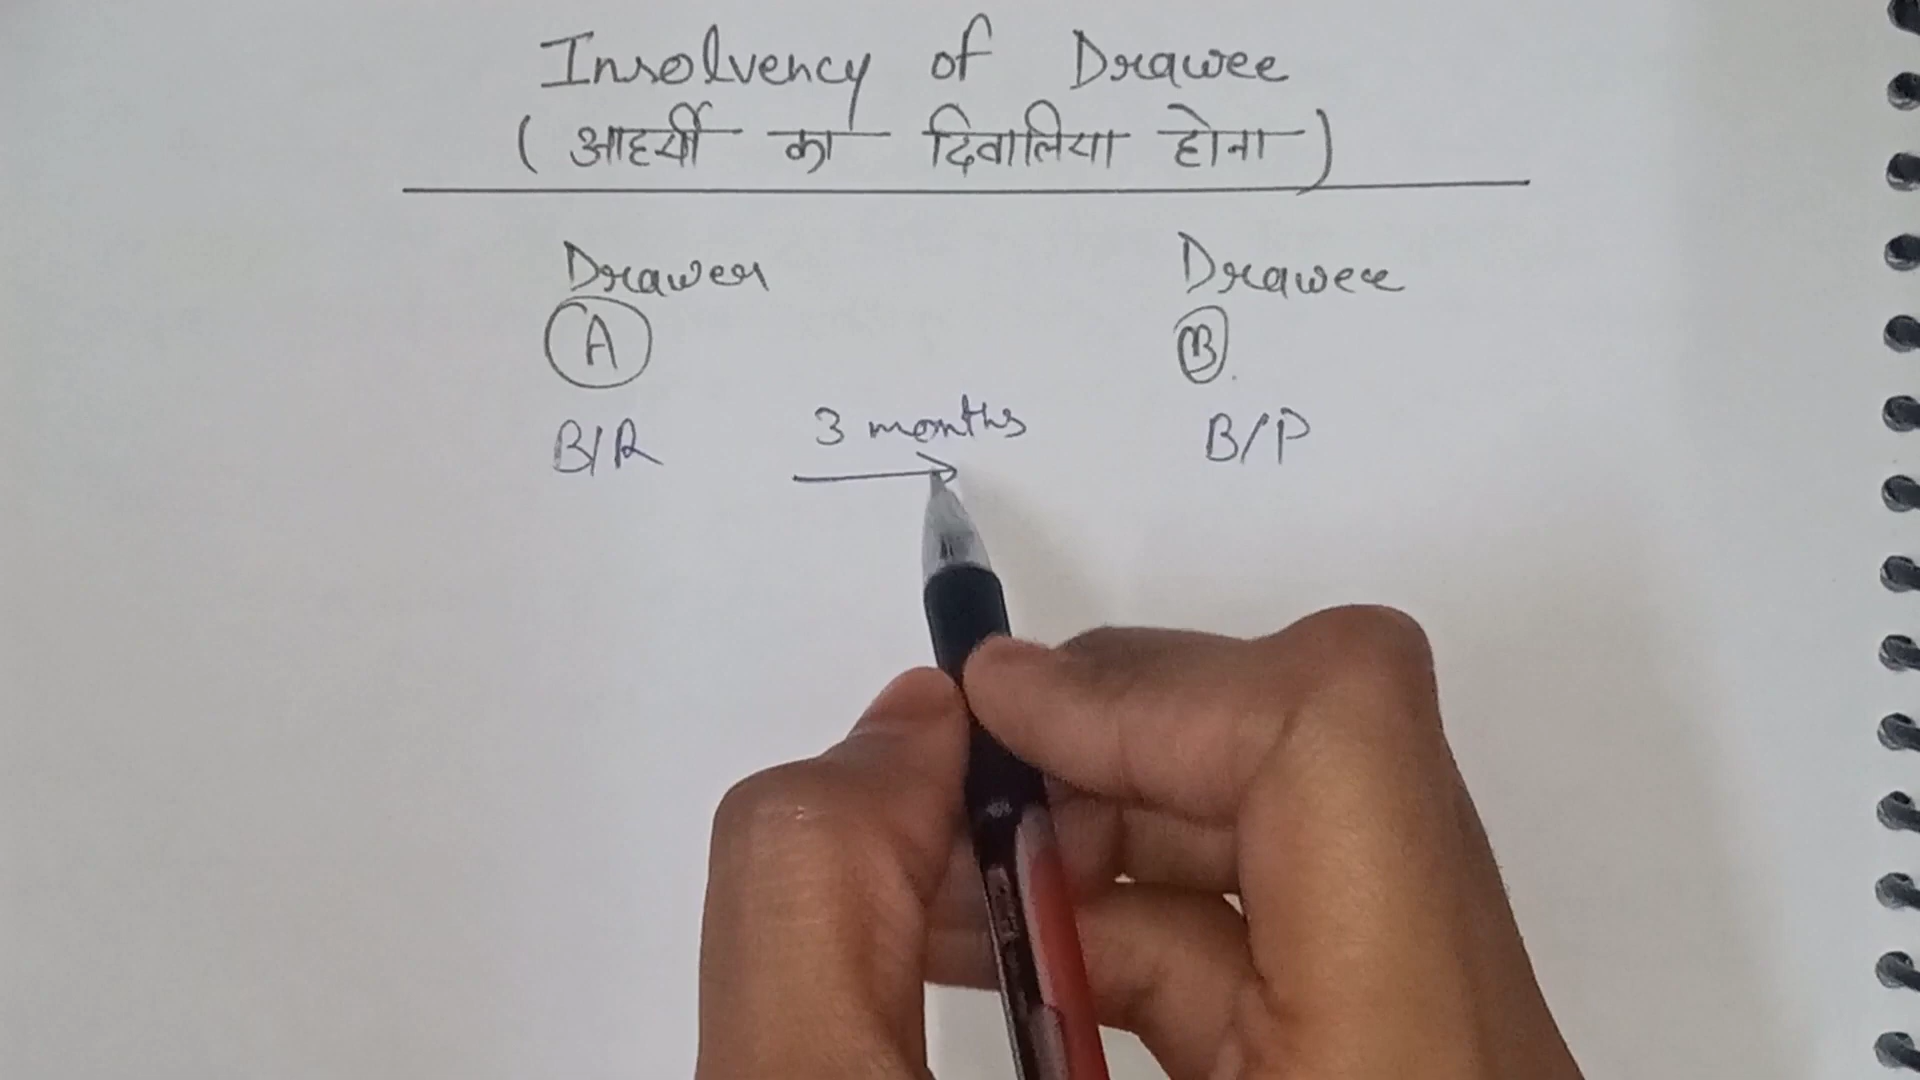 Insolvency of Drawee
( आहर्यी का दिवालिया होना )
Drawer Drawee
A B
B/R 3 months B/P